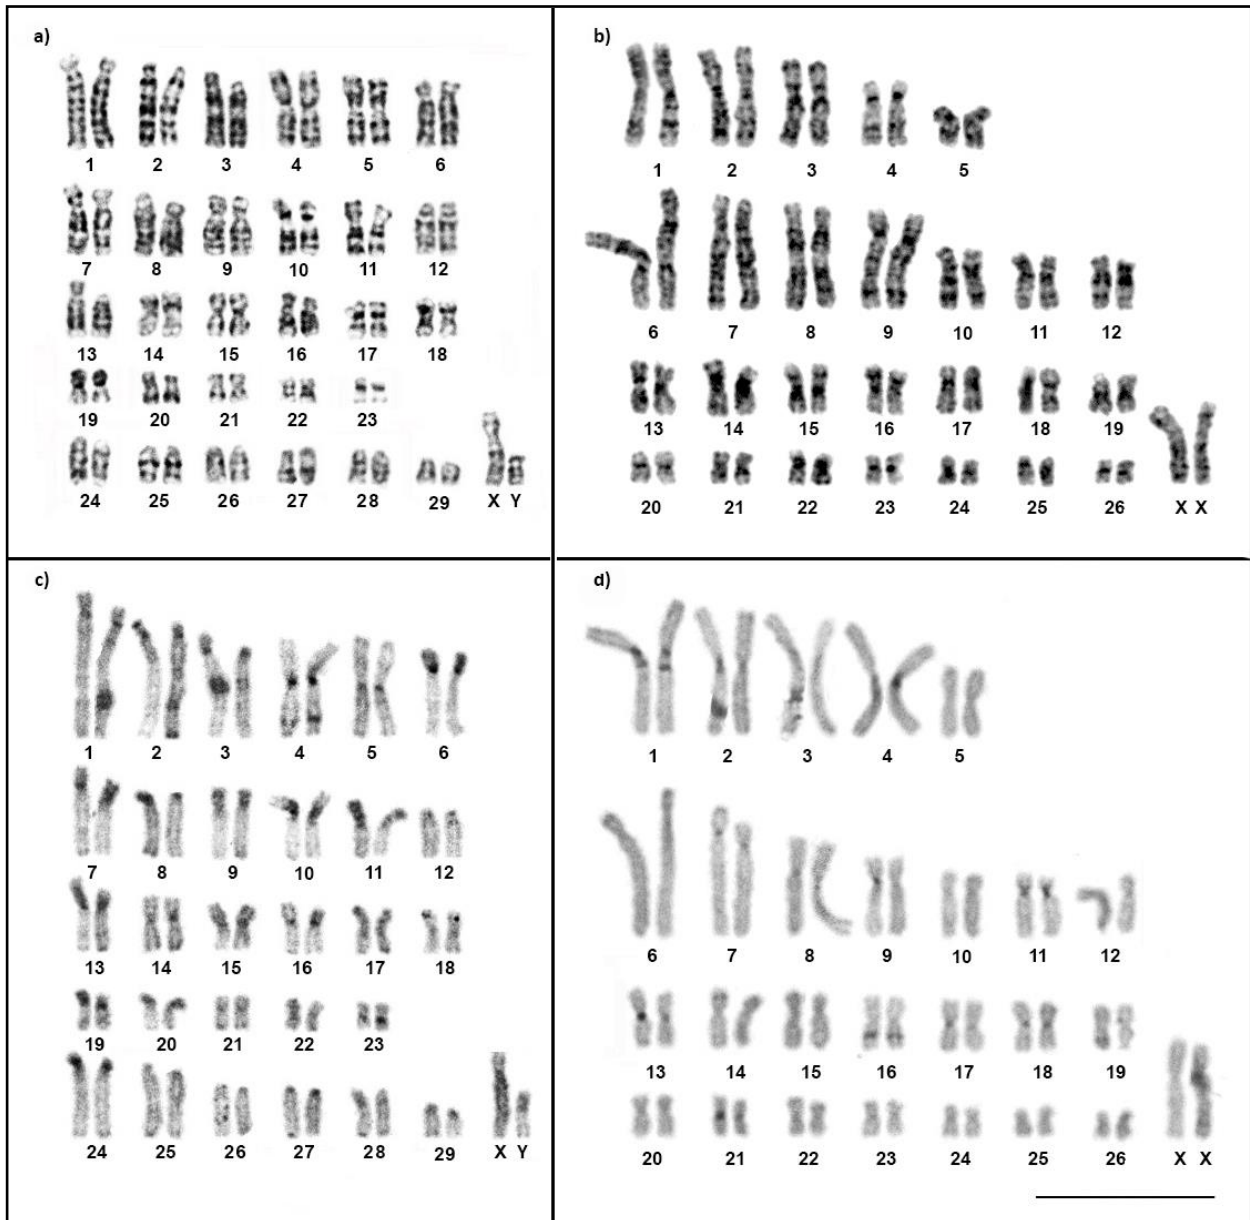 a)
1 2 3 4 5 6
7 8 9 10 11 12
13 14 15 16 17 18
19 20 21 22 23
24 25 26 27 28 29 X Y
b)
1 2 3 4 5
6 7 8 9 10 11 12
13 14 15 16 17 18 19
20 21 22 23 24 25 26 X X
c)
1 2 3 4 5 6
7 8 9 10 11 12
13 14 15 16 17 18
19 20 21 22 23
24 25 26 27 28 29 X Y
d)
1 2 3 4 5
6 7 8 9 10 11 12
13 14 15 16 17 18 19
20 21 22 23 24 25 26 X X